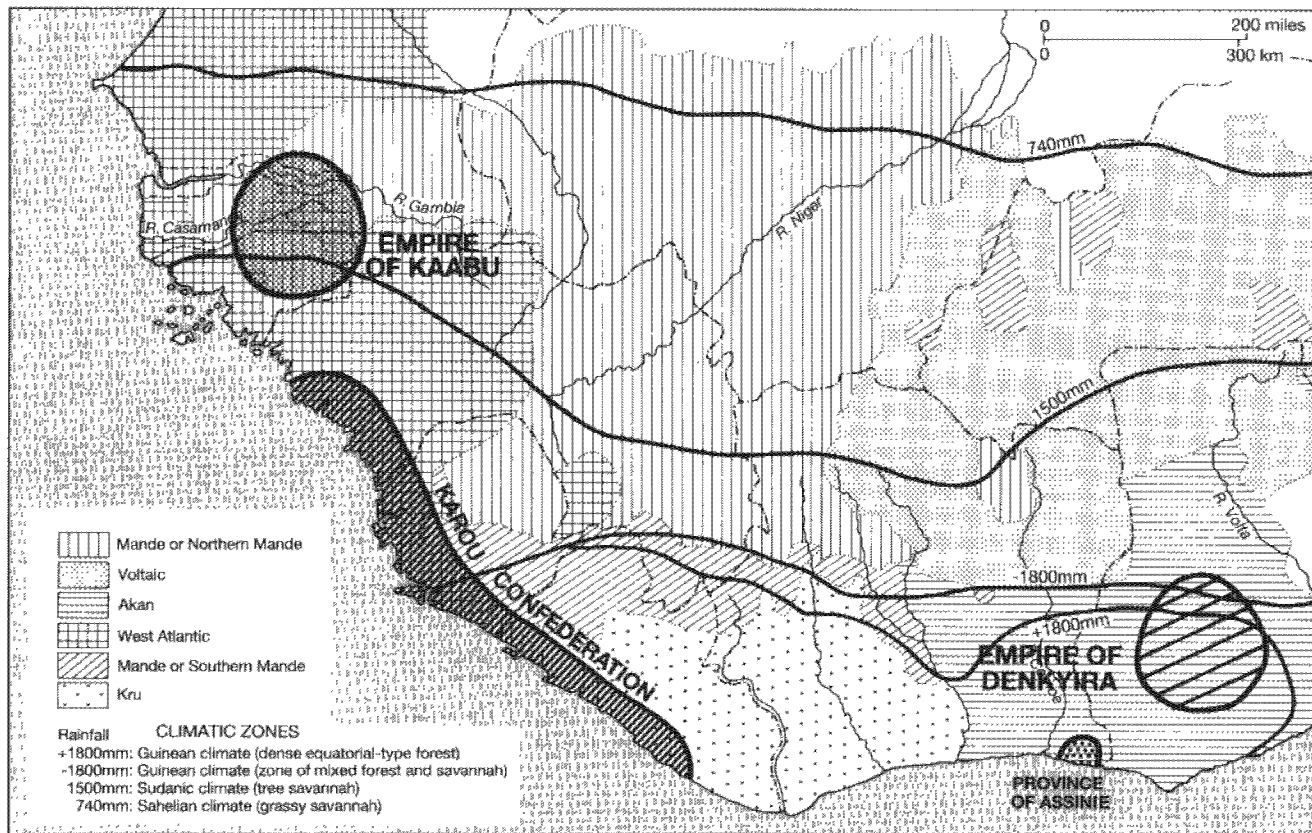 0 200 miles
0 300 km
740mm
R. Gambia
R. Niger
EMPIRE
OF KAABU
1500mm
R. Volta
KAROU CONFEDERATION
-1800mm
+1800mm
EMPIRE OF
DENKYIRA
PROVINCE
OF ASSINIE
Mande or Northern Mande
Voltaic
Akan
West Atlantic
Mande or Southern Mande
Kru
Rainfall CLIMATIC ZONES
+1800mm: Guinean climate (dense equatorial-type forest)
-1800mm: Guinean climate (zone of mixed forest and savannah)
1500mm: Sudanic climate (tree savannah)
740mm: Sahelian climate (grassy savannah)